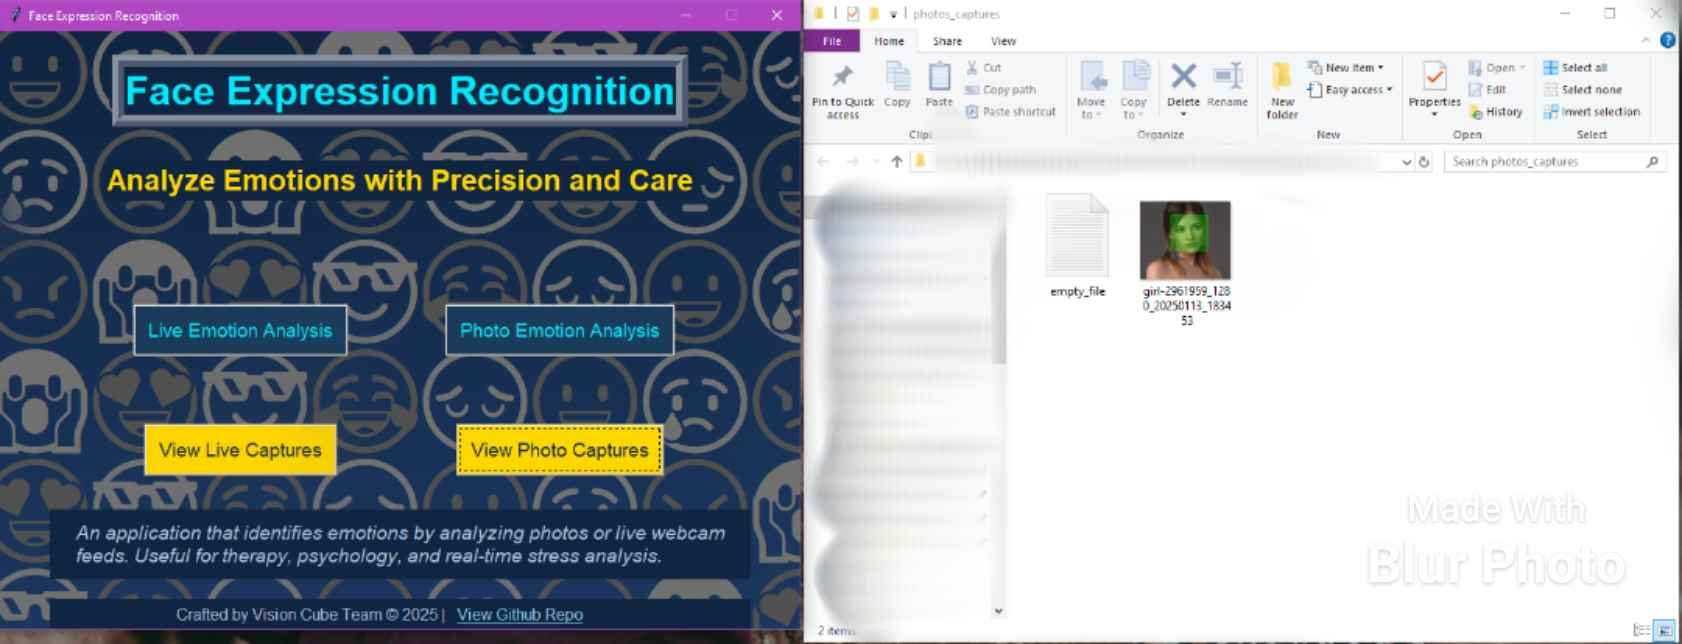 Face Expression Recognition
Face Expression Recognition
Analyze Emotions with Precision and Care
Live Emotion Analysis
Photo Emotion Analysis
View Live Captures
View Photo Captures
An application that identifies emotions by analyzing photos or live webcam
feeds. Useful for therapy, psychology, and real-time stress analysis.
Crafted by Vision Cube Team © 2025 | View Github Repo
photos_captures
File Home Share View
Pin to Quick
access
Copy
Paste
Cut
Copy path
Paste shortcut
Move
to
Copy
to
Delete
Rename
Organize
New
folder
New item
Easy access
New
Properties
Open
Edit
History
Open
Select all
Select none
Invert selection
Select
Search photos_captures
empty_file
girl-2961959_128
0_20250113_1834
53
2 items
Made With
Blur Photo